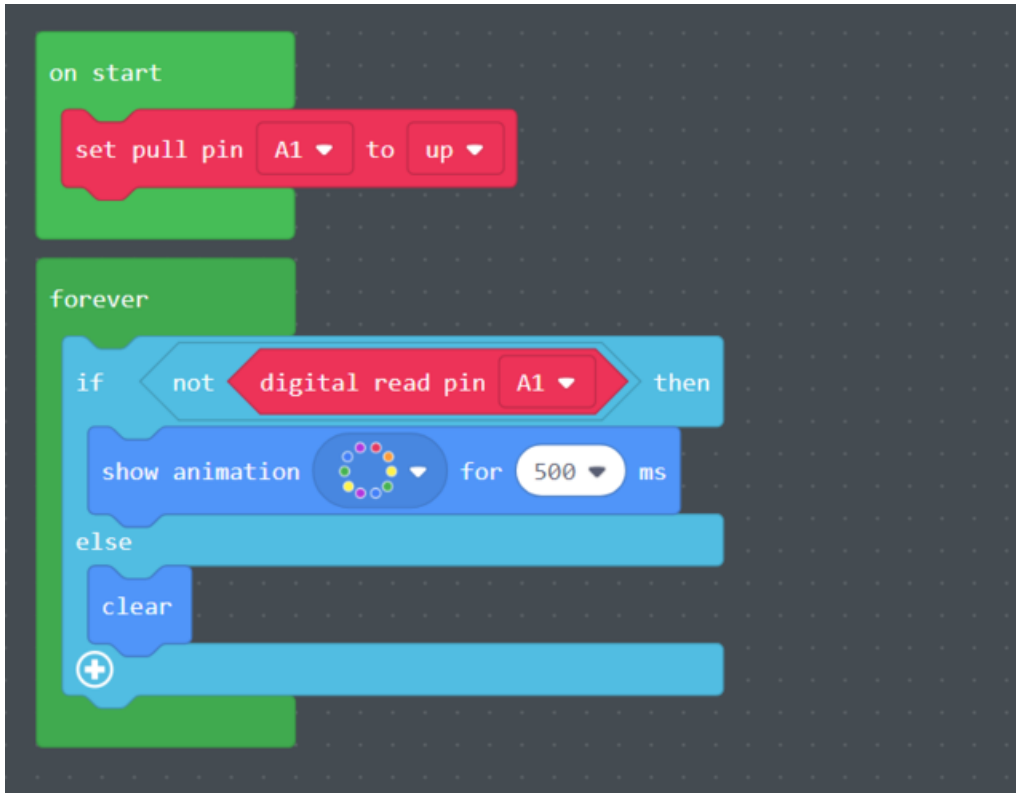 on start
set pull pin A1 to up
forever
if not digital read pin A1 then
show animation for 500 ms
else
clear